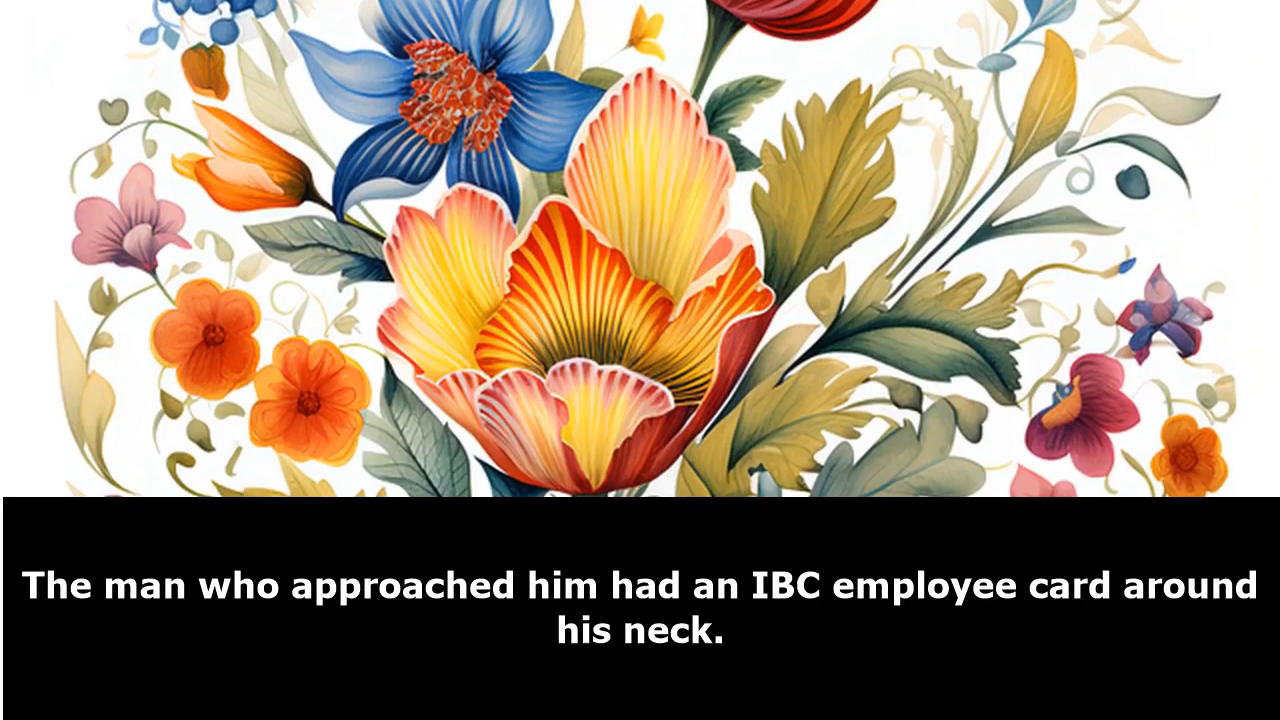 The man who approached him had an IBC employee card around
his neck.